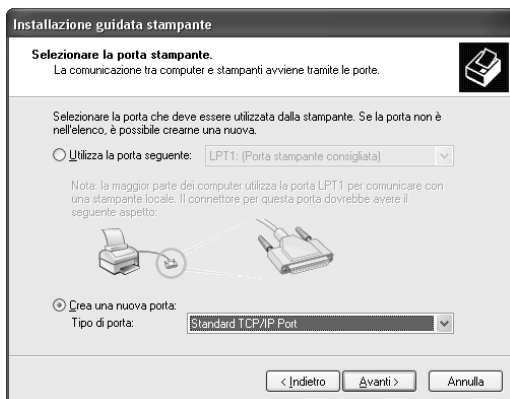 Installazione guidata stampante
Selezionare la porta stampante.
La comunicazione tra computer e stampanti avviene tramite le porte.
Selezionare la porta che deve essere utilizzata dalla stampante. Se la porta non è
nell'elenco, è possibile crearne una nuova.
Utilizza la porta seguente: LPT1: (Porta stampante consigliata)
Nota: la maggior parte dei computer utilizza la porta LPT1 per comunicare con
una stampante locale. Il connettore per questa porta dovrebbe avere il
seguente aspetto:
Crea una nuova porta:
Tipo di porta: Standard TCP/IP Port
< Indietro Avanti > Annulla